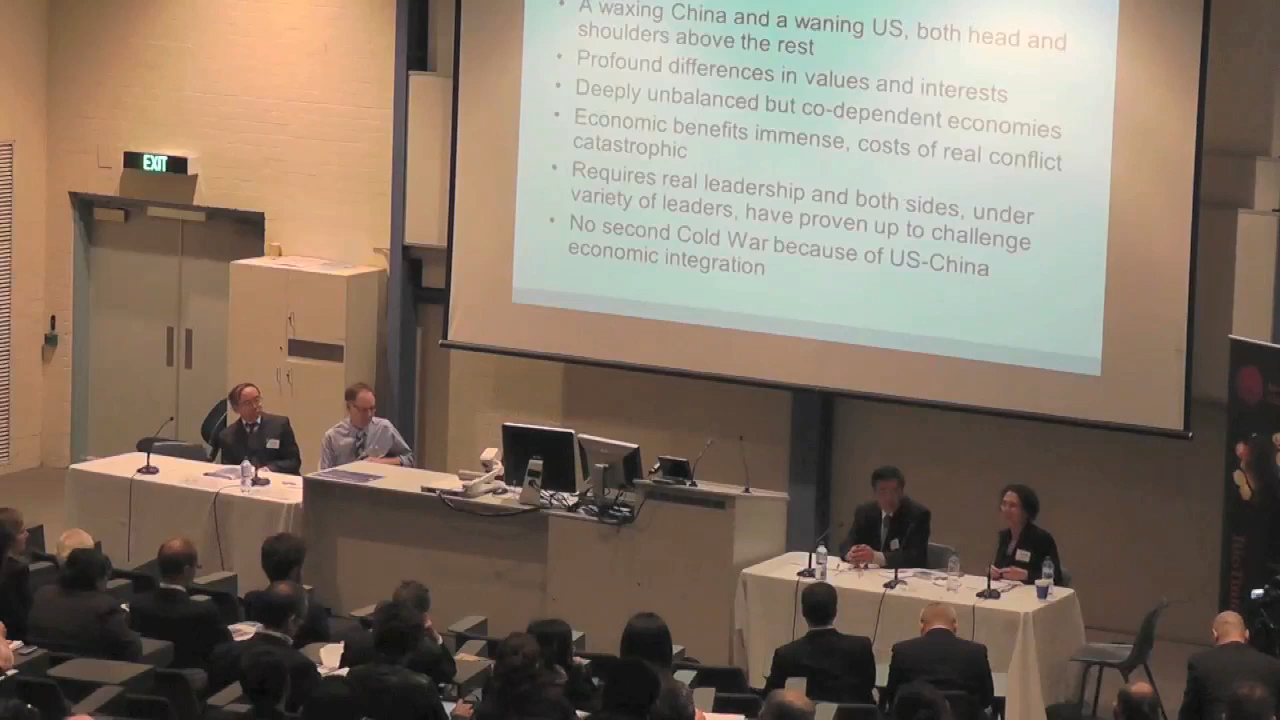 • A waxing China and a waning US, both head and
shoulders above the rest
• Profound differences in values and interests
• Deeply unbalanced but co-dependent economies
• Economic benefits immense, costs of real conflict
catastrophic
• Requires real leadership and both sides, under
variety of leaders, have proven up to challenge
• No second Cold War because of US-China
economic integration
EXIT